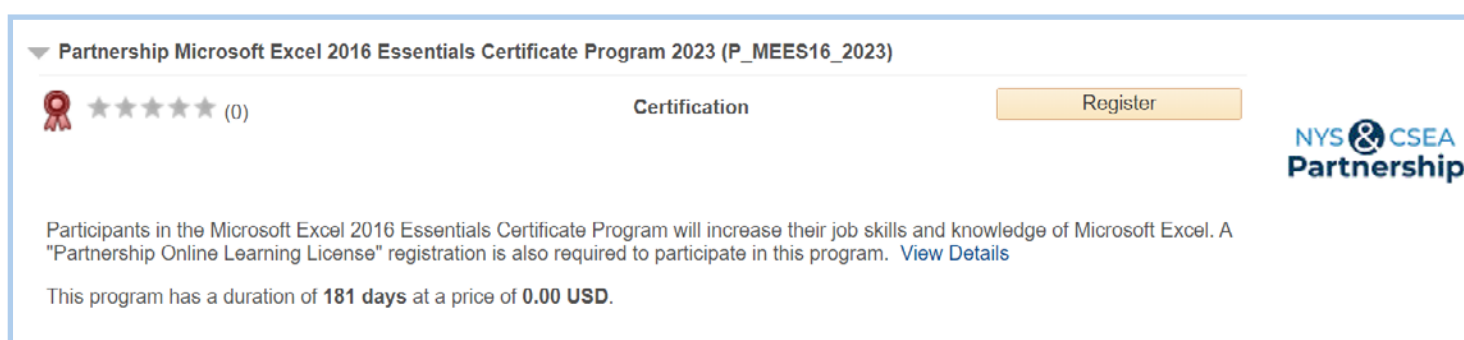 Partnership Microsoft Excel 2016 Essentials Certificate Program 2023 (P_MEES16_2023)
(0)
Certification
Register
NYS & CSEA
Partnership
Participants in the Microsoft Excel 2016 Essentials Certificate Program will increase their job skills and knowledge of Microsoft Excel. A
"Partnership Online Learning License" registration is also required to participate in this program. View Details
This program has a duration of 181 days at a price of 0.00 USD.